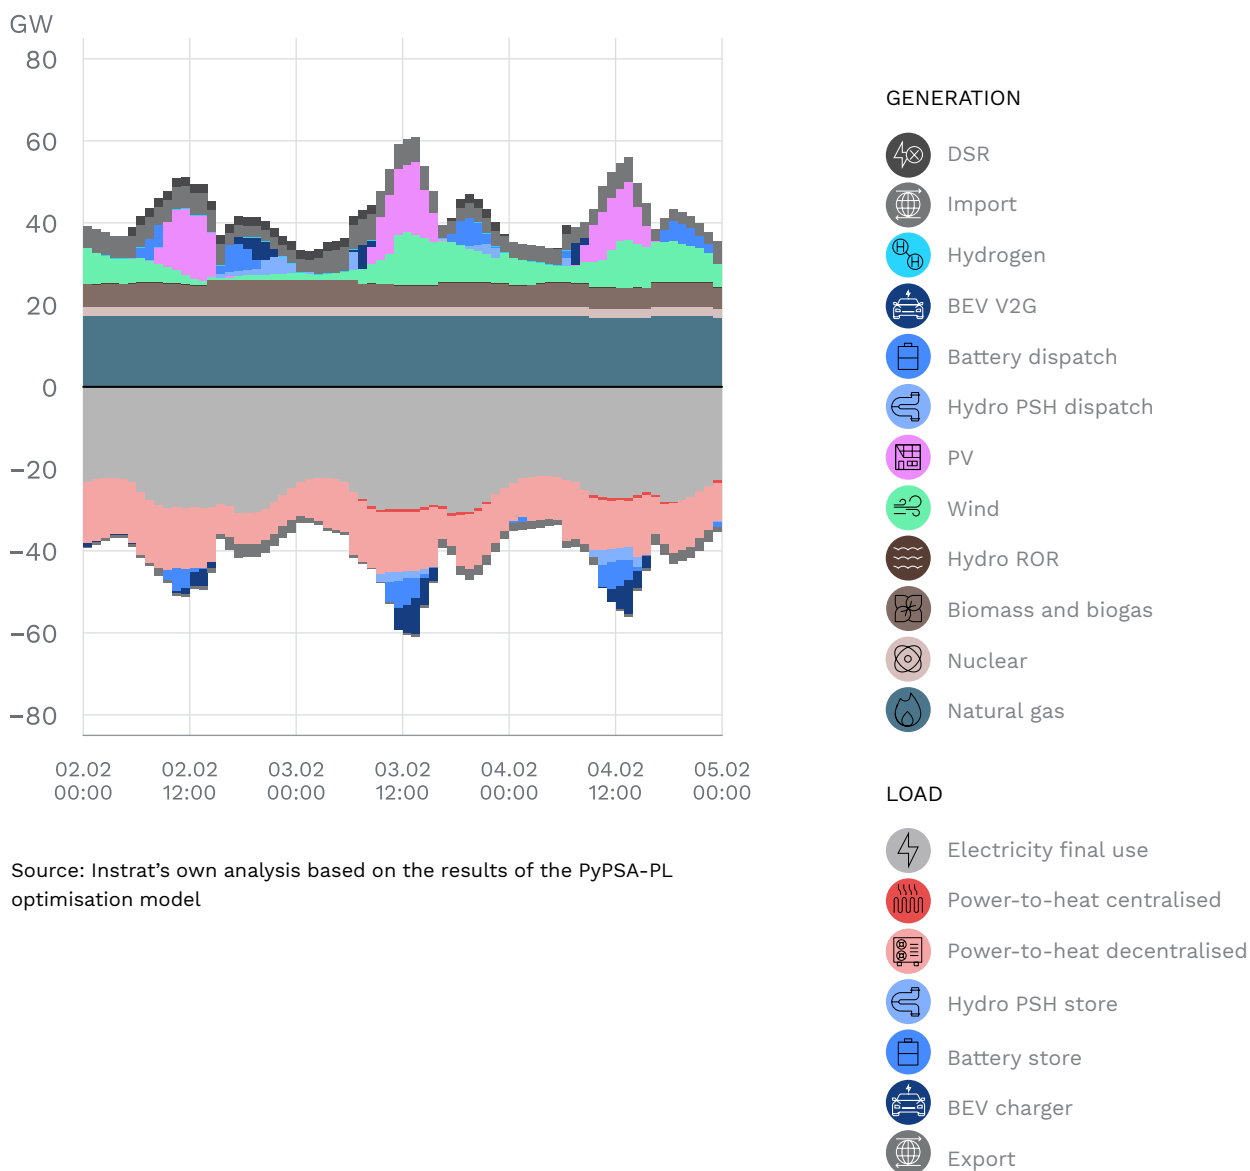 GW
80
60
40
20
0
−20
−40
−60
−80
02.02 02.02 03.02 03.02 04.02 04.02 05.02
00:00 12:00 00:00 12:00 00:00 12:00 00:00
Source: Instrat’s own analysis based on the results of the PyPSA-PL
optimisation model
GENERATION
DSR
Import
H H
Hydrogen
BEV V2G
Battery dispatch
Hydro PSH dispatch
PV
Wind
Hydro ROR
Biomass and biogas
Nuclear
Natural gas
LOAD
Electricity final use
Power-to-heat centralised
Power-to-heat decentralised
Hydro PSH store
Battery store
BEV charger
Export